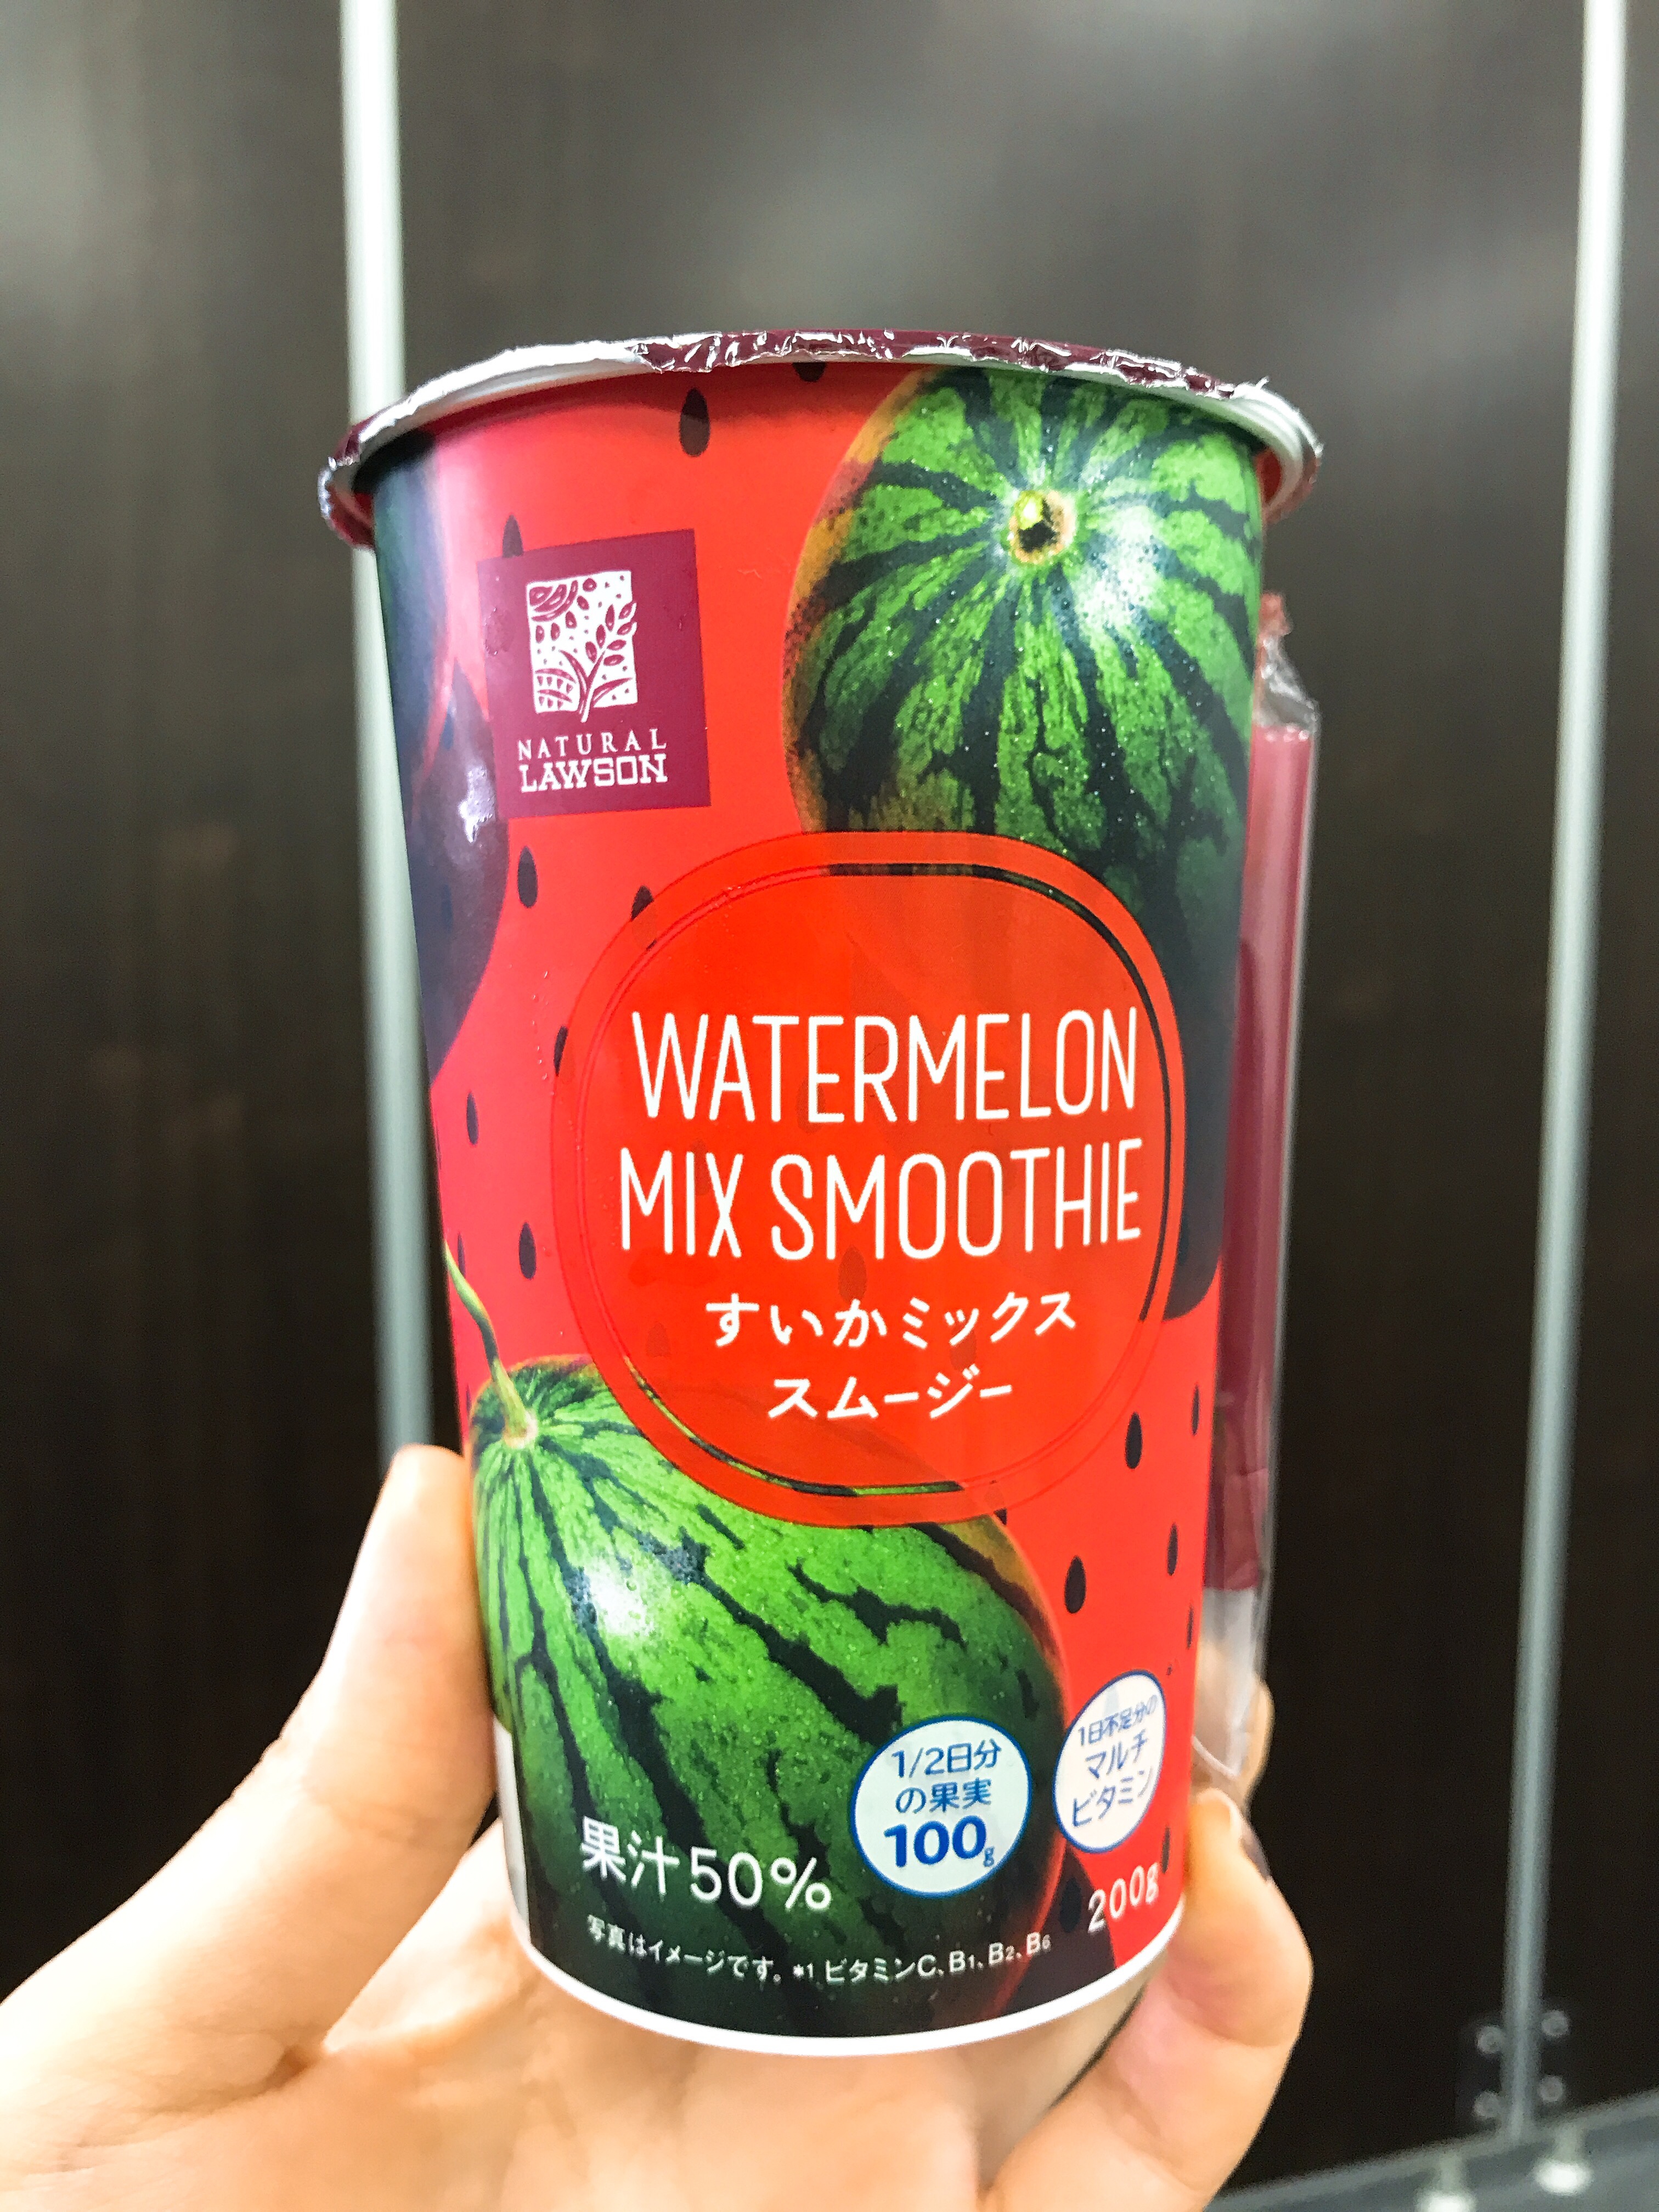 NATURAL
LAWSON
WATERMELON
MIX SMOOTHIE
すいかミックス
スムージー
1/2日分
の果実
100g
1日不足分の
マルチ
ビタミン
果汁50%
200g
写真はイメージです。*1 ビタミンC、B1、B2、B6